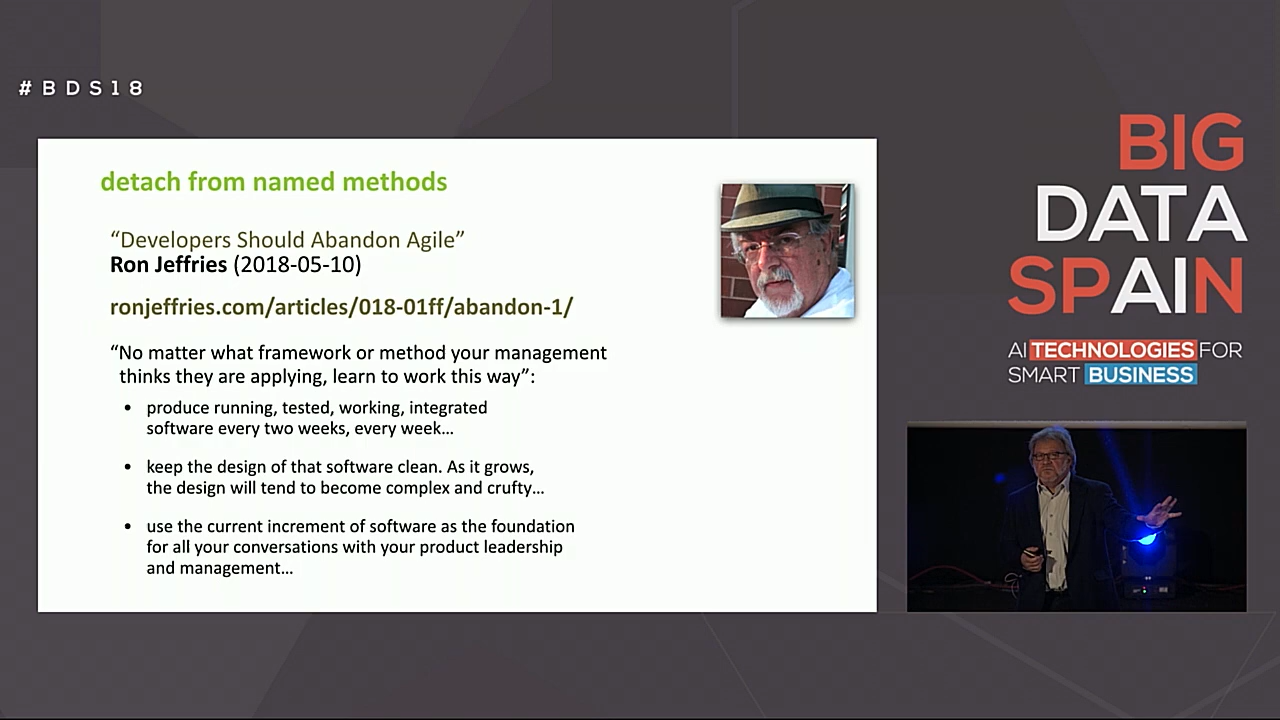 #BDS18
detach from named methods
“Developers Should Abandon Agile”
Ron Jeffries (2018-05-10)
ronjeffries.com/articles/018-01ff/abandon-1/
“No matter what framework or method your management
thinks they are applying, learn to work this way”:
• produce running, tested, working, integrated
software every two weeks, every week…
• keep the design of that software clean. As it grows,
the design will tend to become complex and crufty…
• use the current increment of software as the foundation
for all your conversations with your product leadership
and management…
BIG
DATA
SPAIN
AI TECHNOLOGIES FOR
SMART BUSINESS